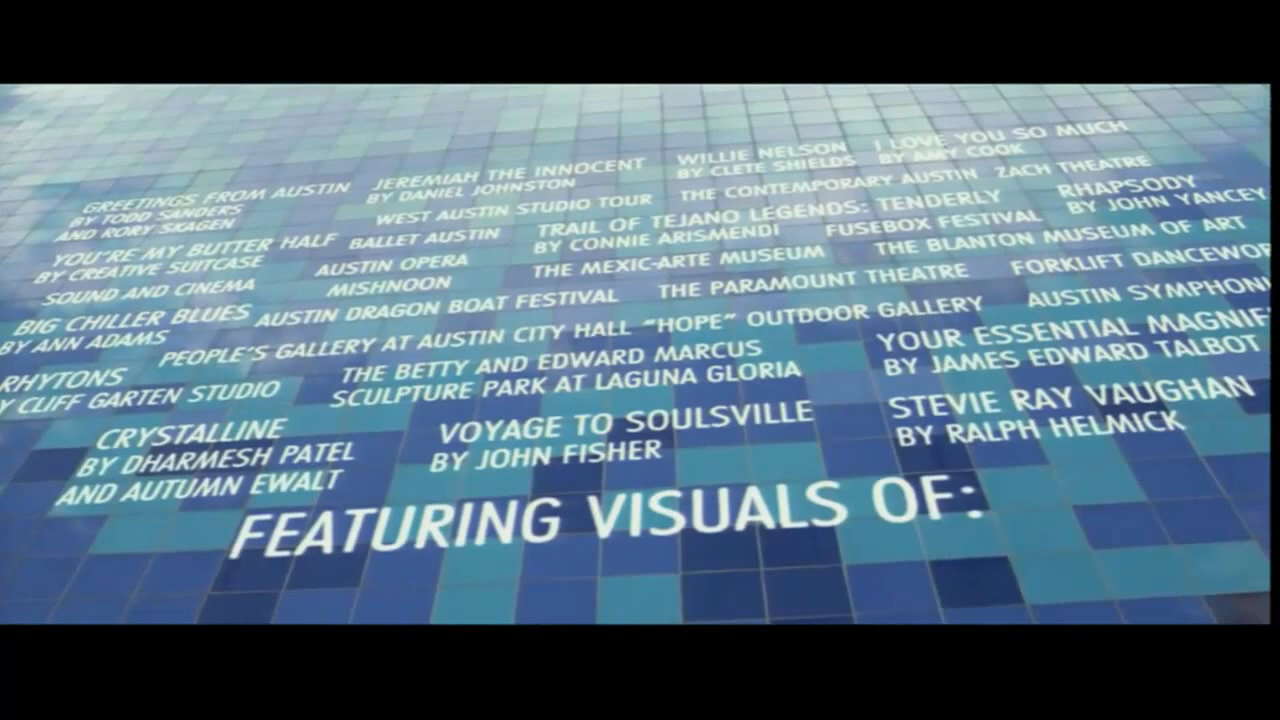 I LOVE YOU SO MUCH
BY AMY COOK
WILLIE NELSON
BY CLETE SHIELDS
JEREMIAH THE INNOCENT
BY DANIEL JOHNSTON
GREETINGS FROM AUSTIN
BY TODD SANDERS
AND RORY SKAGEN
WEST AUSTIN STUDIO TOUR
THE CONTEMPORARY AUSTIN
ZACH THEATRE
YOU'RE MY BUTTER HALF
BY CREATIVE SUITCASE
BALLET AUSTIN
TRAIL OF TEJANO LEGENDS: TENDERLY
BY CONNIE ARISMENDI
FUSEBOX FESTIVAL
RHAPSODY
BY JOHN YANCEY
SOUND AND CINEMA
AUSTIN OPERA
MISHNOON
THE MEXIC-ARTE MUSEUM
THE BLANTON MUSEUM OF ART
BIG CHILLER BLUES
BY ANN ADAMS
AUSTIN DRAGON BOAT FESTIVAL
THE PARAMOUNT THEATRE
FORKLIFT DANCEWOR
PEOPLE'S GALLERY AT AUSTIN CITY HALL
"HOPE" OUTDOOR GALLERY
AUSTIN SYMPHON
RHYTONS
Y CLIFF GARTEN STUDIO
THE BETTY AND EDWARD MARCUS
SCULPTURE PARK AT LAGUNA GLORIA
YOUR ESSENTIAL MAGNIF
BY JAMES EDWARD TALBOT
CRYSTALLINE
BY DHARMESH PATEL
AND AUTUMN EWALT
VOYAGE TO SOULSVILLE
BY JOHN FISHER
STEVIE RAY VAUGHAN
BY RALPH HELMICK
FEATURING VISUALS OF: